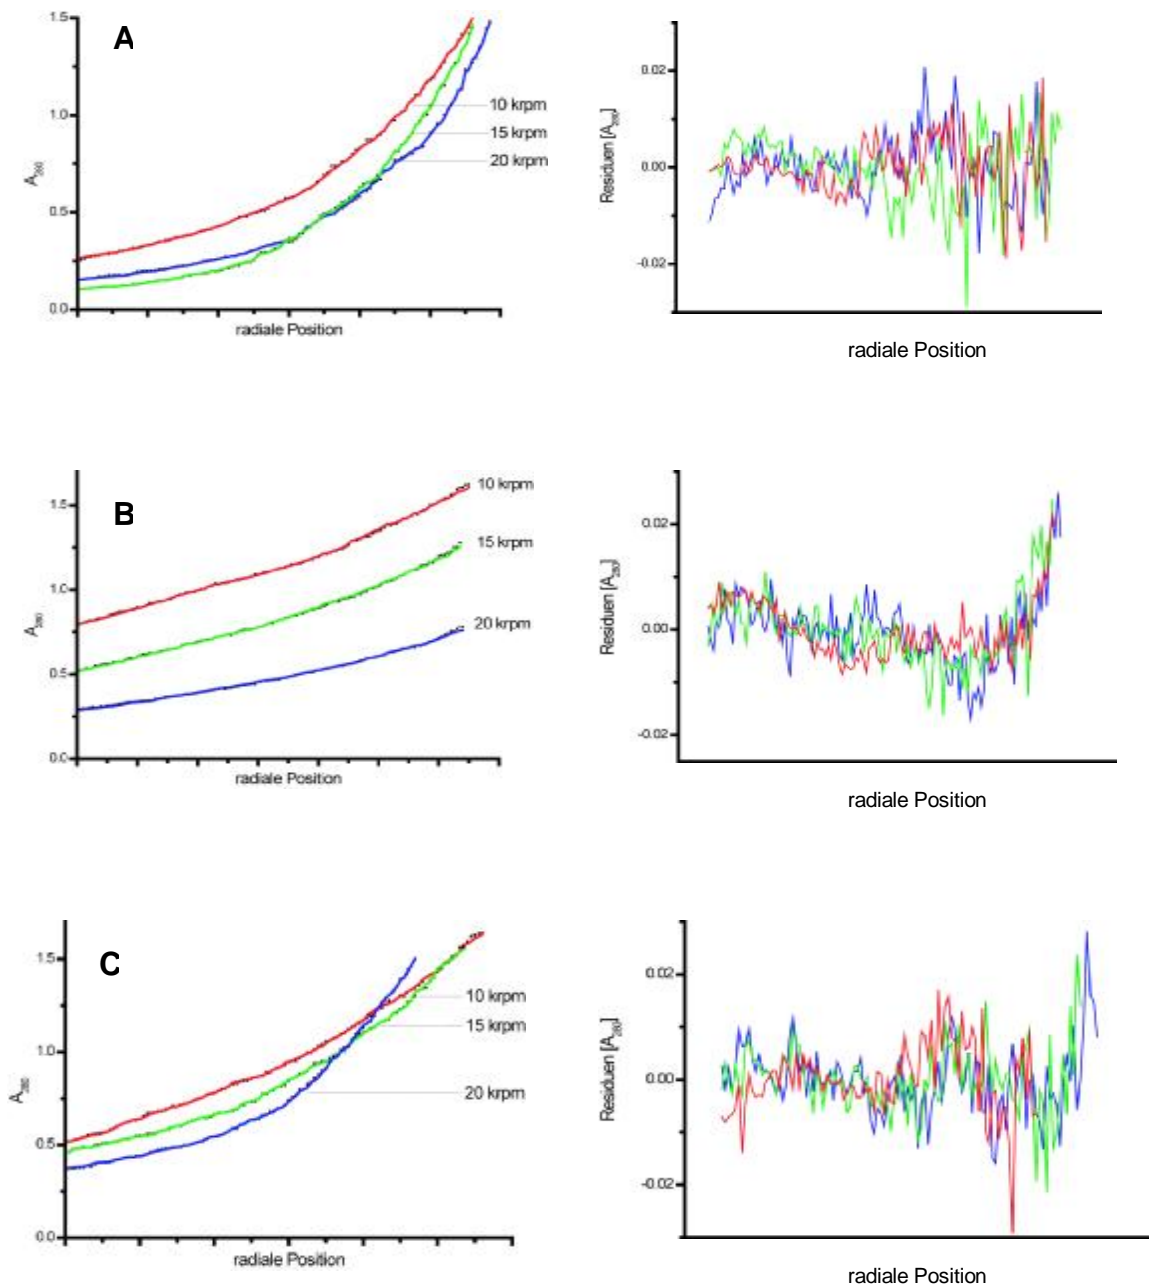 A
1.5
1.0
0.5
0.0
A280
10 krpm
15 krpm
20 krpm
radiale Position
0.02
0.00
-0.02
Residuen [A280]
radiale Position
B
1.5
1.0
0.5
0.0
A280
10 krpm
15 krpm
20 krpm
radiale Position
0.02
0.00
-0.02
Residuen [A280]
radiale Position
C
1.5
1.0
0.5
0.0
A280
10 krpm
15 krpm
20 krpm
radiale Position
0.02
0.00
-0.02
Residuen [A280]
radiale Position